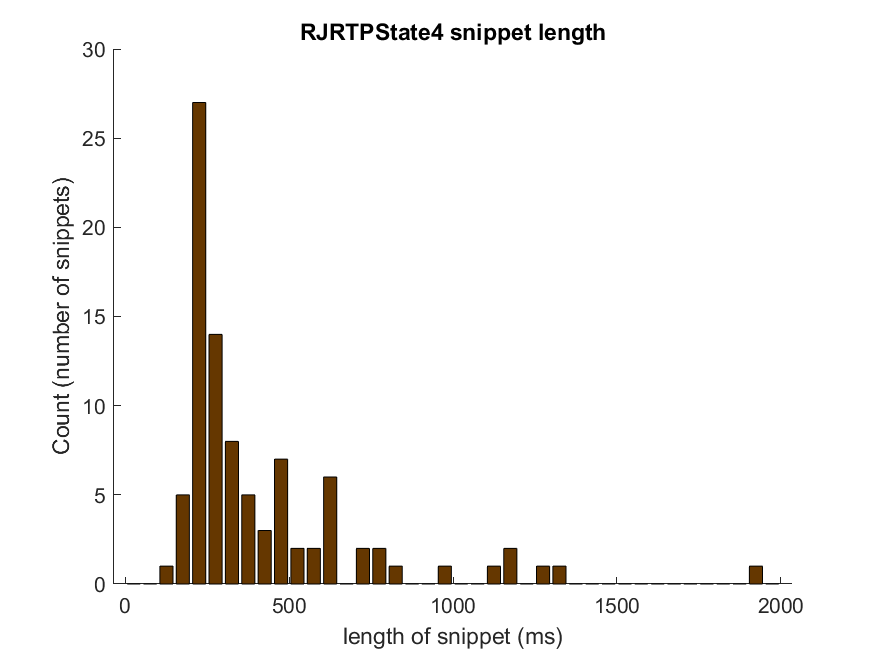 RJRTPState4 snippet length
30
25
20
15
10
5
0
Count (number of snippets)
0 500 1000 1500 2000
length of snippet (ms)